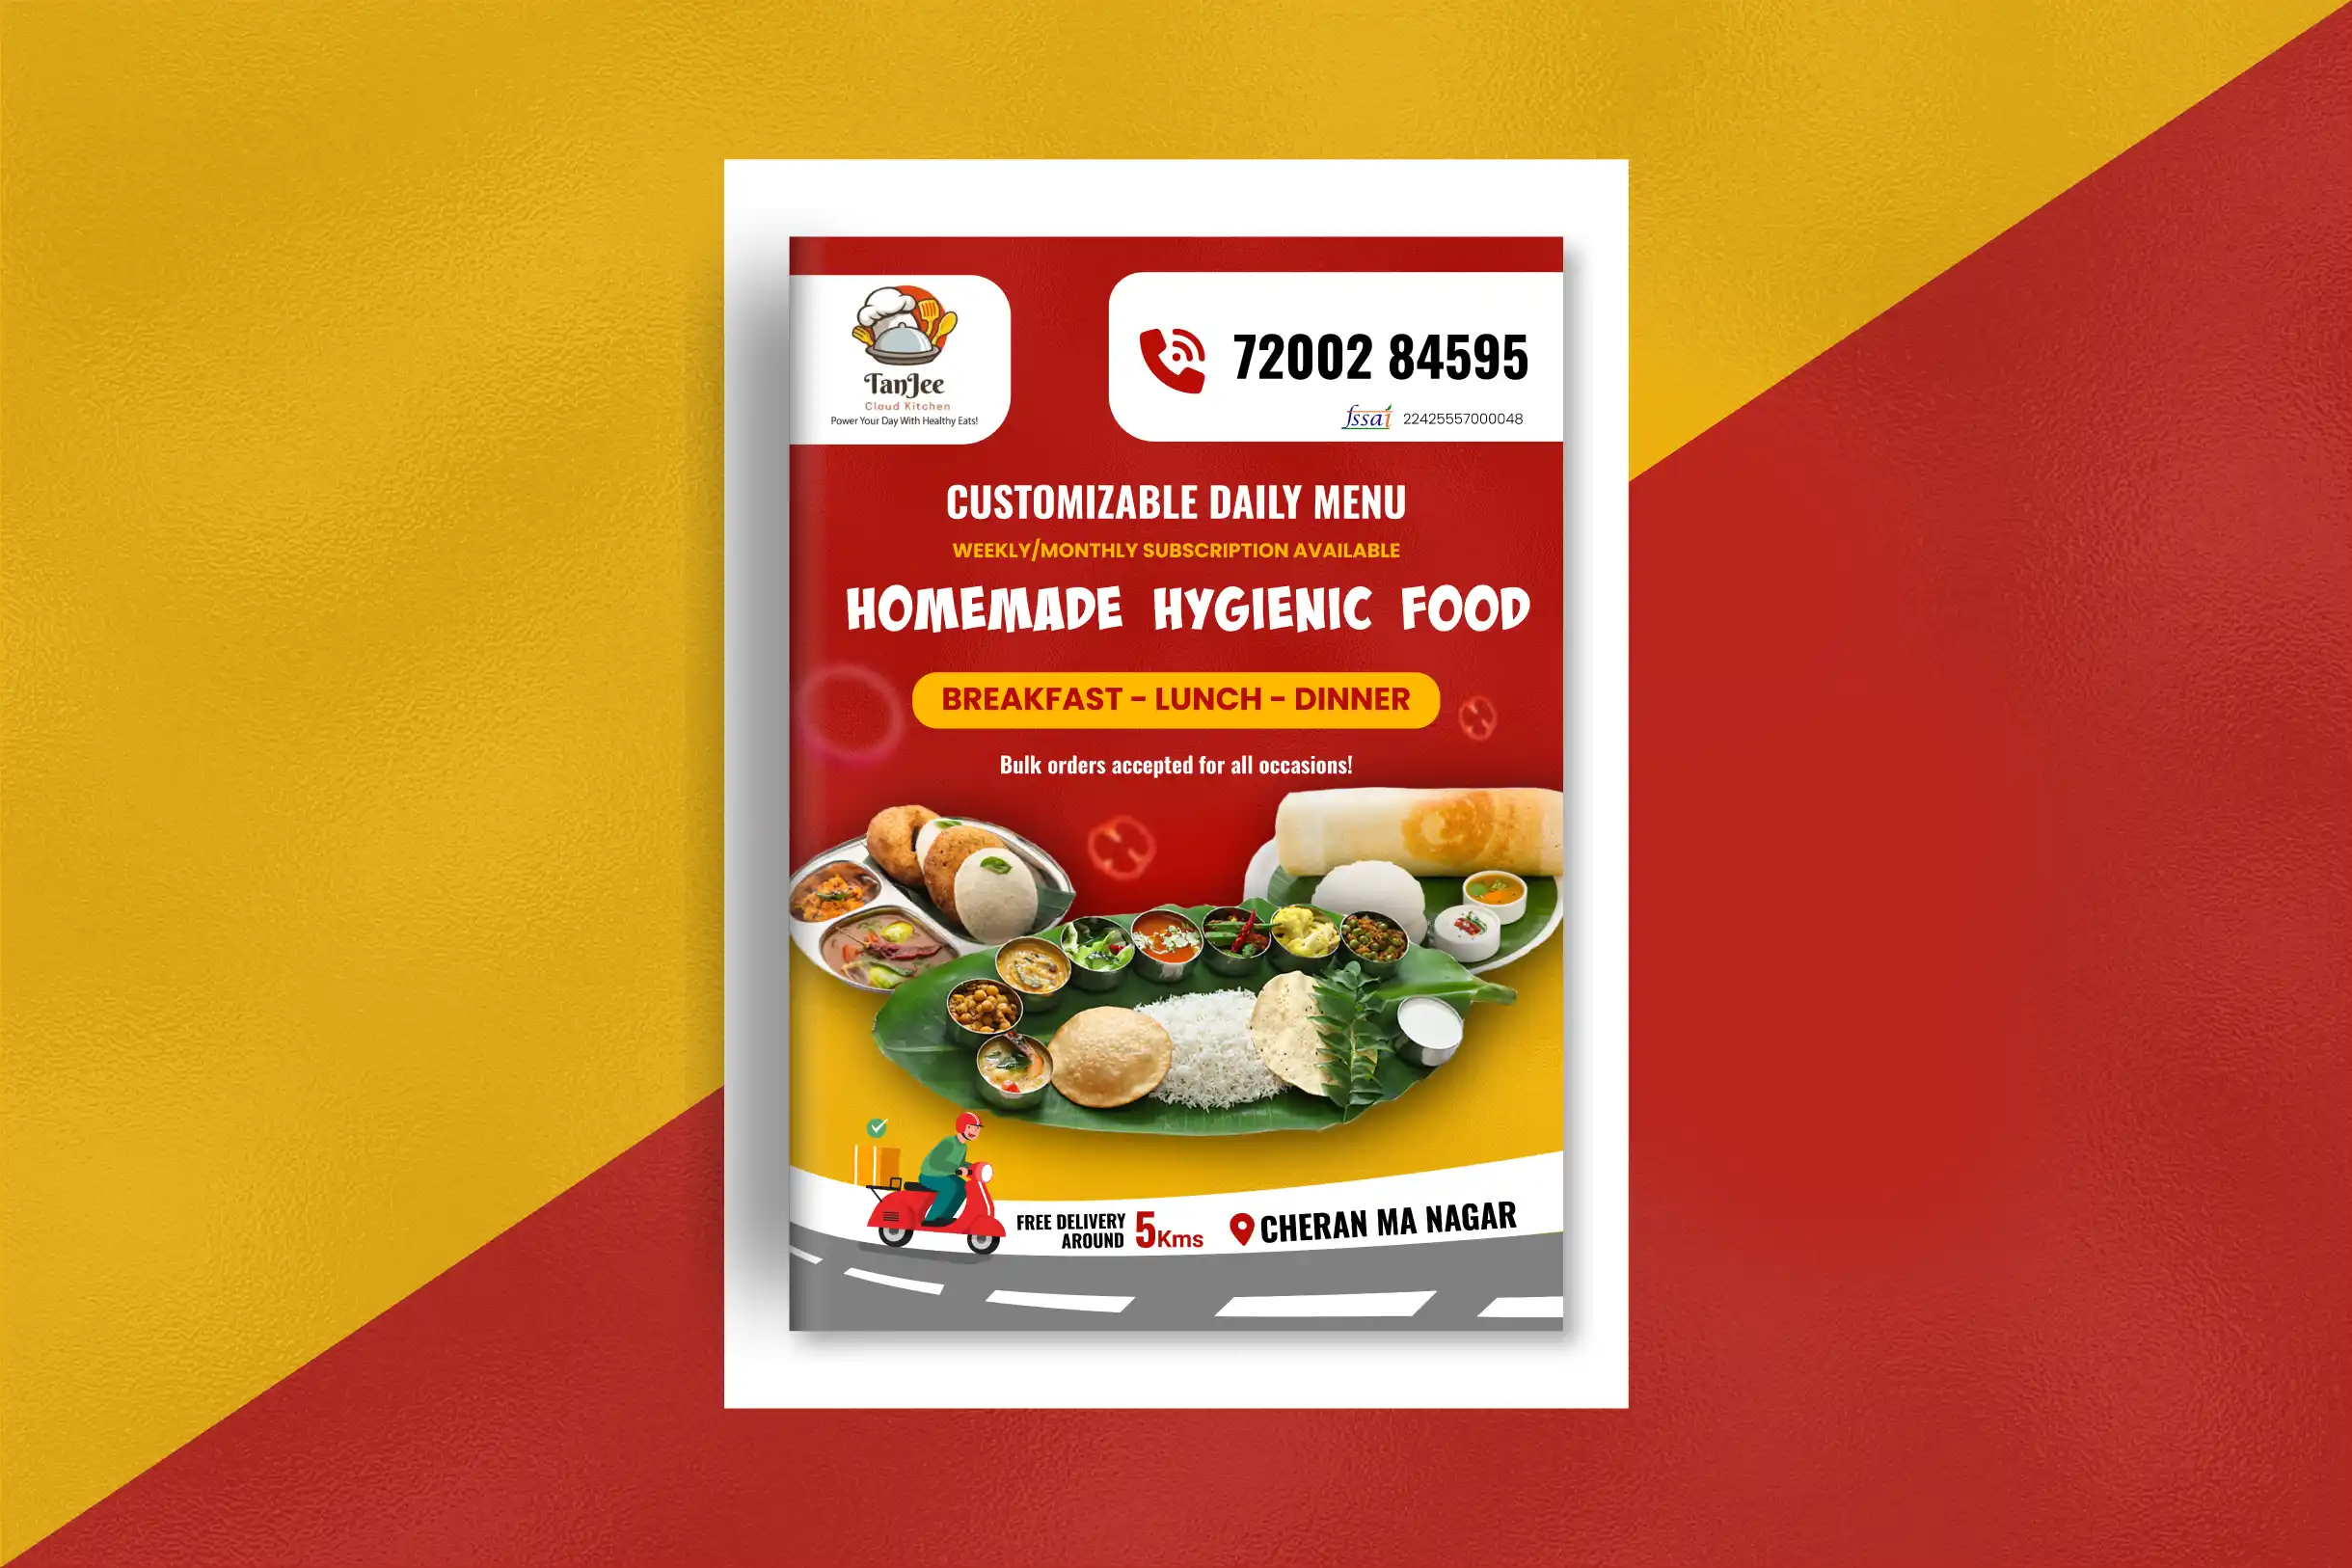 TanJee
Cloud Kitchen
Power Your Day With Healthy Eats!
72002 84595
fssai 22425557000048
CUSTOMIZABLE DAILY MENU
WEEKLY/MONTHLY SUBSCRIPTION AVAILABLE
HOMEMADE HYGIENIC FOOD
BREAKFAST - LUNCH - DINNER
Bulk orders accepted for all occasions!
FREE DELIVERY
AROUND 5Kms
CHERAN MA NAGAR